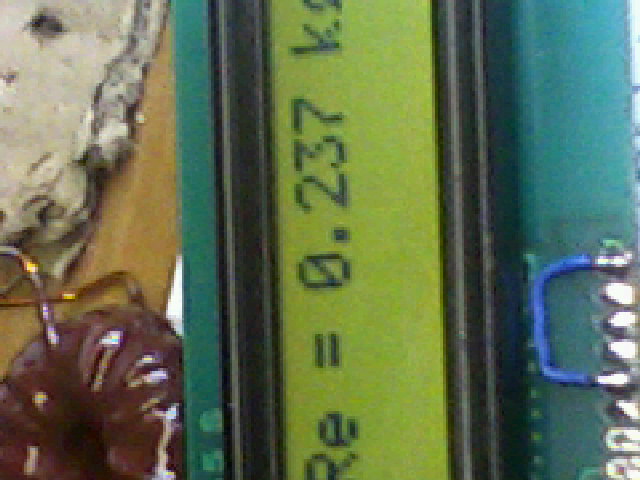 Re = 0.237